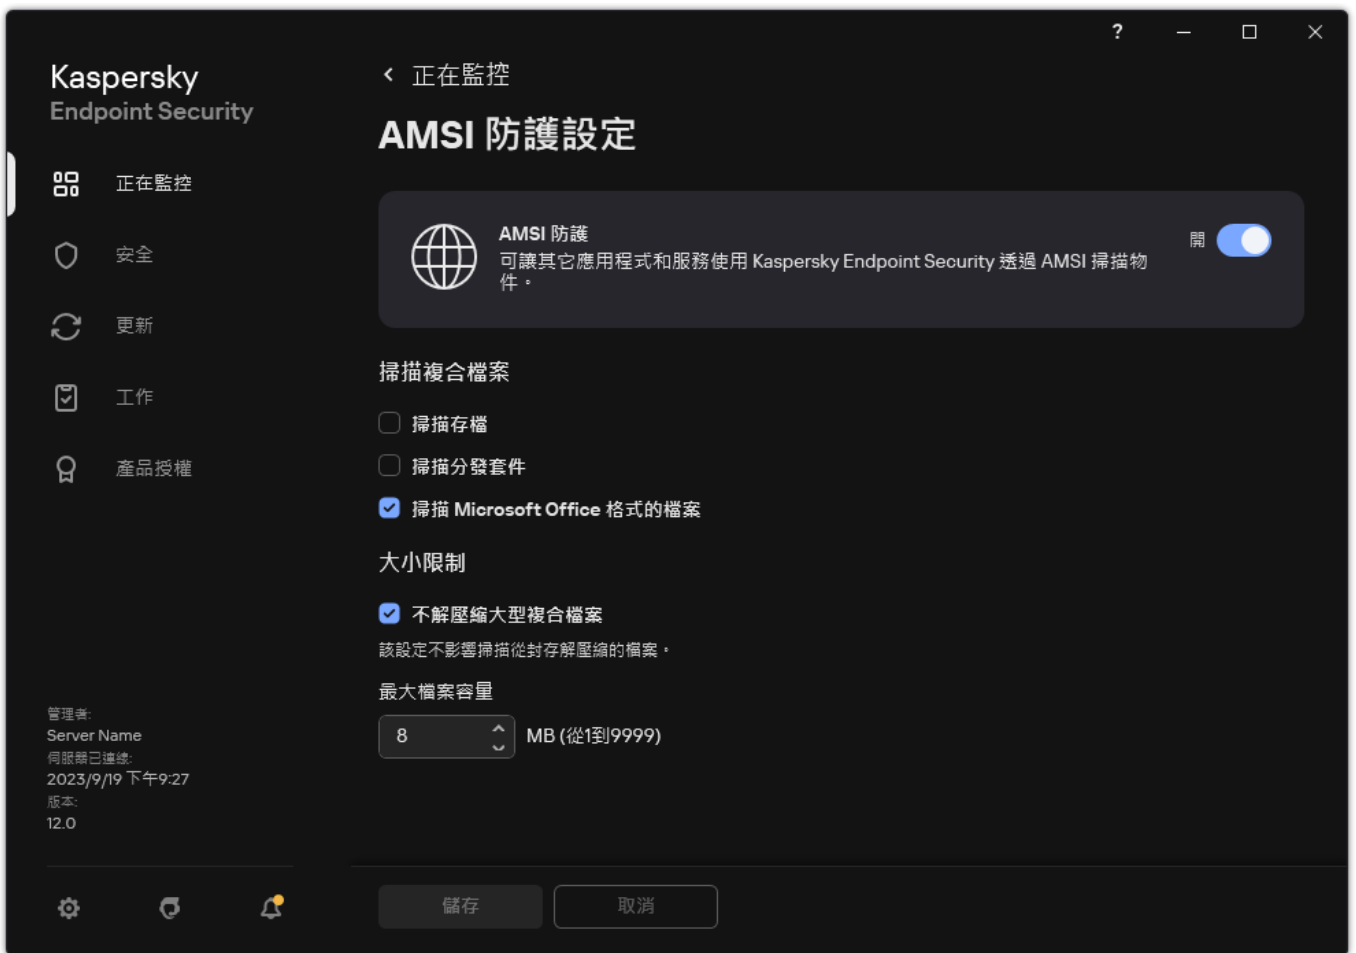 ?
Kaspersky
Endpoint Security
正在監控
安全
更新
工作
產品授權
管理者:
Server Name
伺服器已連線:
2023/9/19 下午9:27
版本:
12.0
正在監控
AMSI 防護設定
AMSI 防護
可讓其它應用程式和服務使用 Kaspersky Endpoint Security 透過 AMSI 掃描物
件。
開
掃描複合檔案
掃描存檔
掃描分發套件
掃描 Microsoft Office 格式的檔案
大小限制
不解壓縮大型複合檔案
該設定不影響掃描從封存解壓縮的檔案。
最大檔案容量
8 MB (從1到9999)
儲存 取消